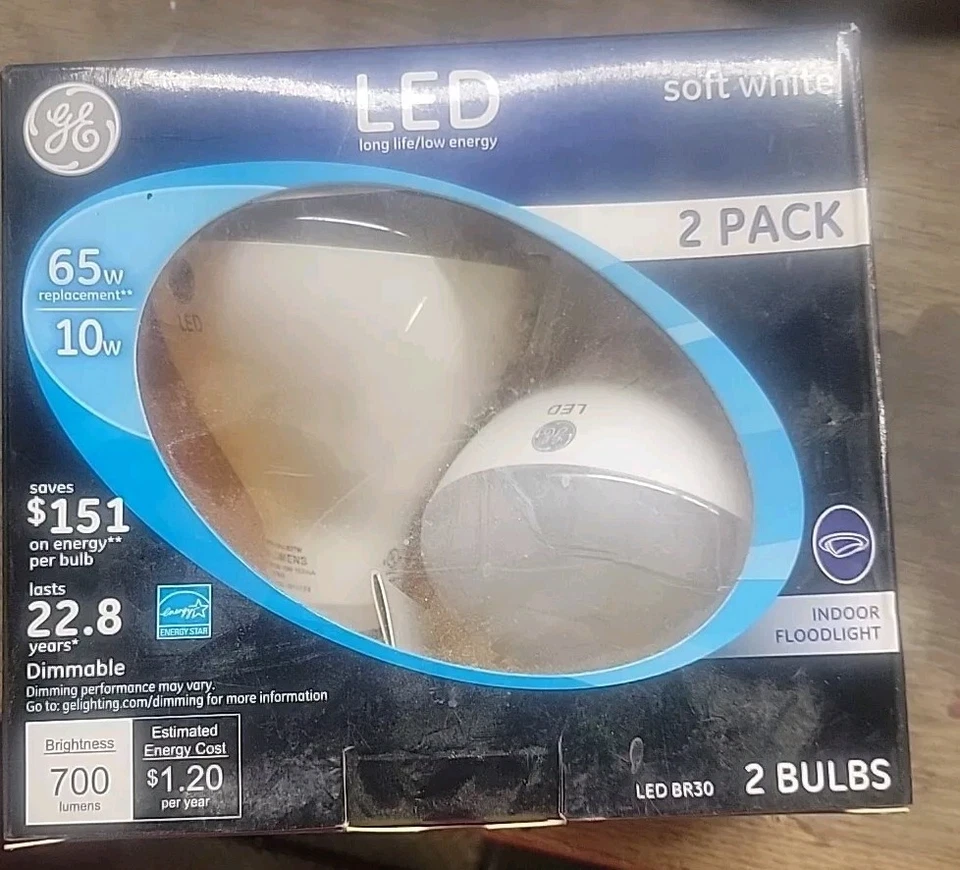 GE
LED
long life/low energy
soft white
2 PACK
65w
replacement**
10w
LED
LED
GE
saves
$151
on energy**
per bulb
lasts
22.8
years*
ENERGY STAR
Dimmable
Dimming performance may vary.
Go to: gelighting.com/dimming for more information
Brightness
700
lumens
Estimated
Energy Cost
$1.20
per year
INDOOR
FLOODLIGHT
LED BR30
2 BULBS